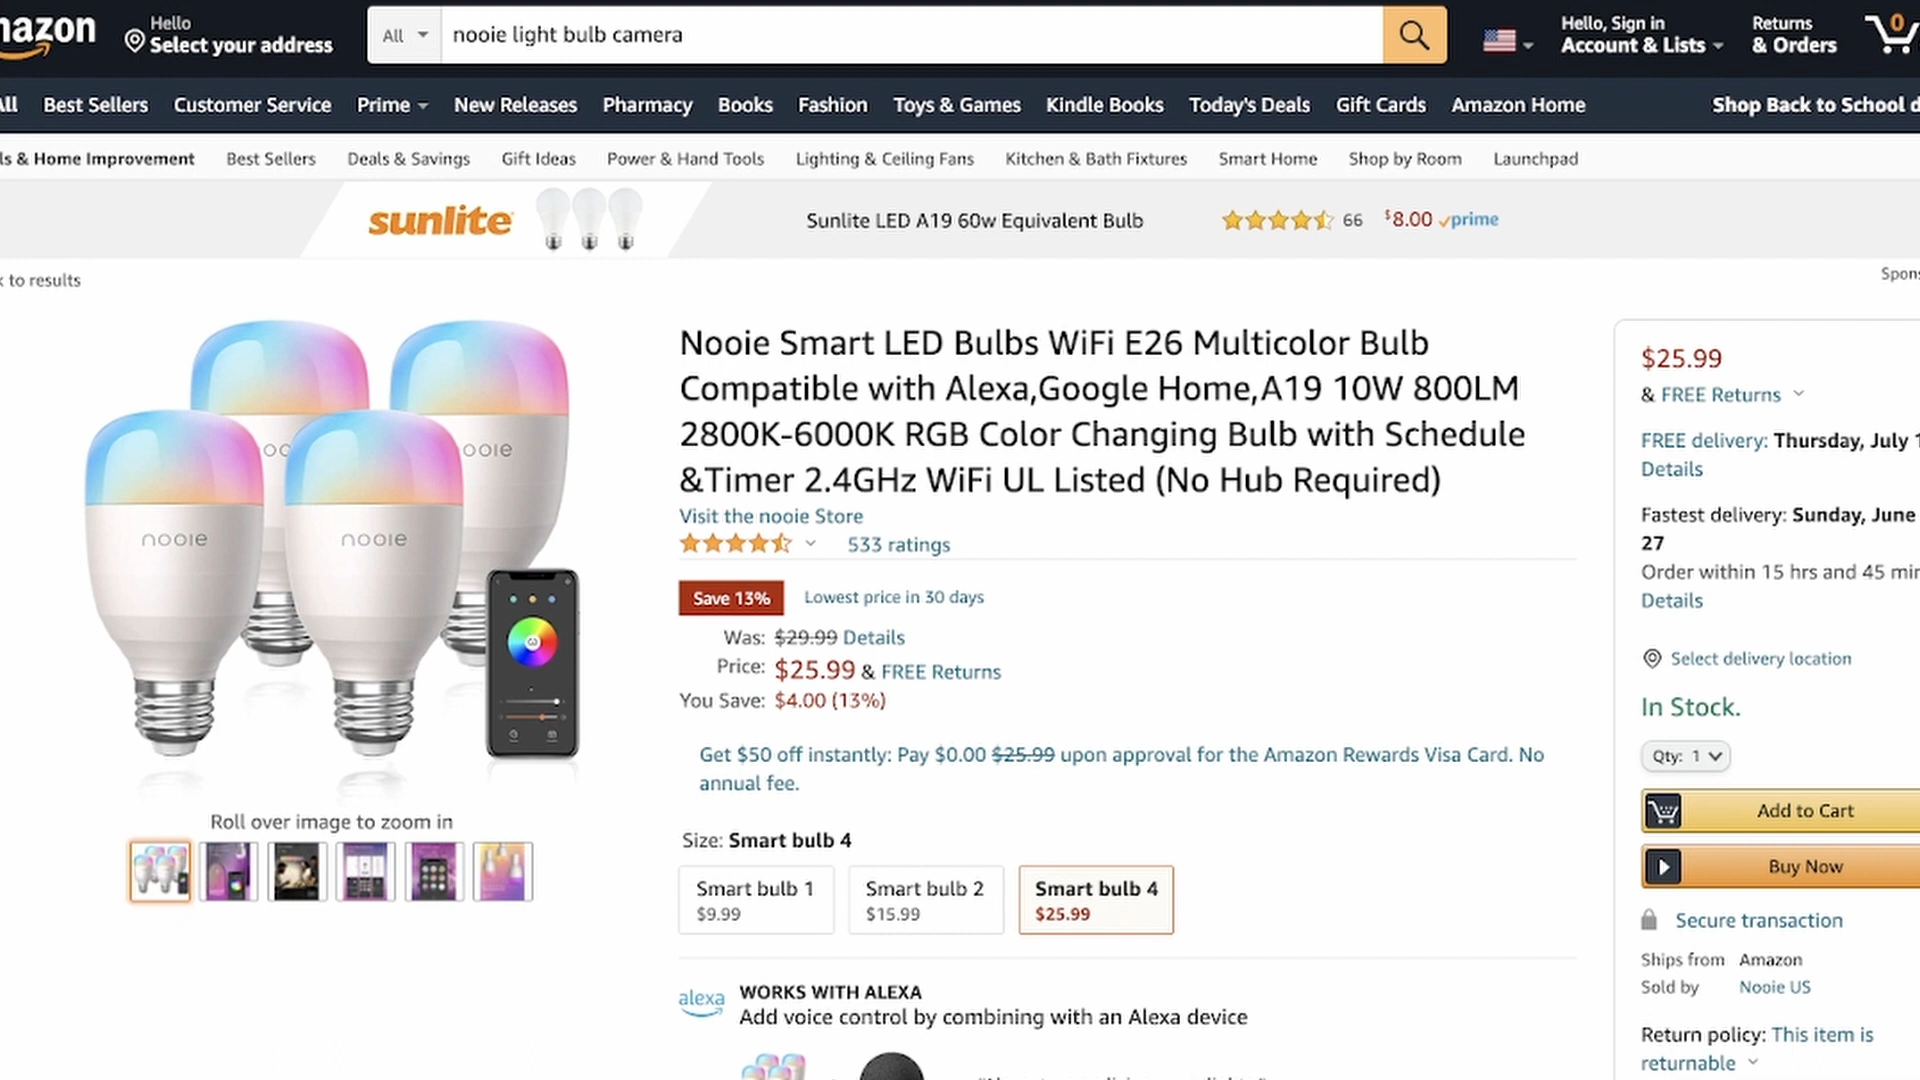 mazon
Hello
Select your address
All
nooie light bulb camera
Hello, Sign in
Account & Lists
Returns
& Orders
0
All
Best Sellers
Customer Service
Prime
New Releases
Pharmacy
Books
Fashion
Toys & Games
Kindle Books
Today's Deals
Gift Cards
Amazon Home
Shop Back to School d
ls & Home Improvement
Best Sellers
Deals & Savings
Gift Ideas
Power & Hand Tools
Lighting & Ceiling Fans
Kitchen & Bath Fixtures
Smart Home
Shop by Room
Launchpad
sunlite
Sunlite LED A19 60w Equivalent Bulb
66
$8.00
prime
k to results
Spons
nooie
nooie
ooie
Roll over image to zoom in
Nooie Smart LED Bulbs WiFi E26 Multicolor Bulb
Compatible with Alexa,Google Home,A19 10W 800LM
2800K-6000K RGB Color Changing Bulb with Schedule
&Timer 2.4GHz WiFi UL Listed (No Hub Required)
Visit the nooie Store
533 ratings
Save 13%
Lowest price in 30 days
Was: $29.99 Details
Price: $25.99 & FREE Returns
You Save: $4.00 (13%)
Get $50 off instantly: Pay $0.00 $25.99 upon approval for the Amazon Rewards Visa Card. No
annual fee.
Size: Smart bulb 4
Smart bulb 1
$9.99
Smart bulb 2
$15.99
Smart bulb 4
$25.99
alexa
WORKS WITH ALEXA
Add voice control by combining with an Alexa device
$25.99
& FREE Returns
FREE delivery: Thursday, July 1
Details
Fastest delivery: Sunday, June
27
Order within 15 hrs and 45 min
Details
Select delivery location
In Stock.
Qty: 1
Add to Cart
Buy Now
Secure transaction
Ships from Amazon
Sold by Nooie US
Return policy: This item is
returnable